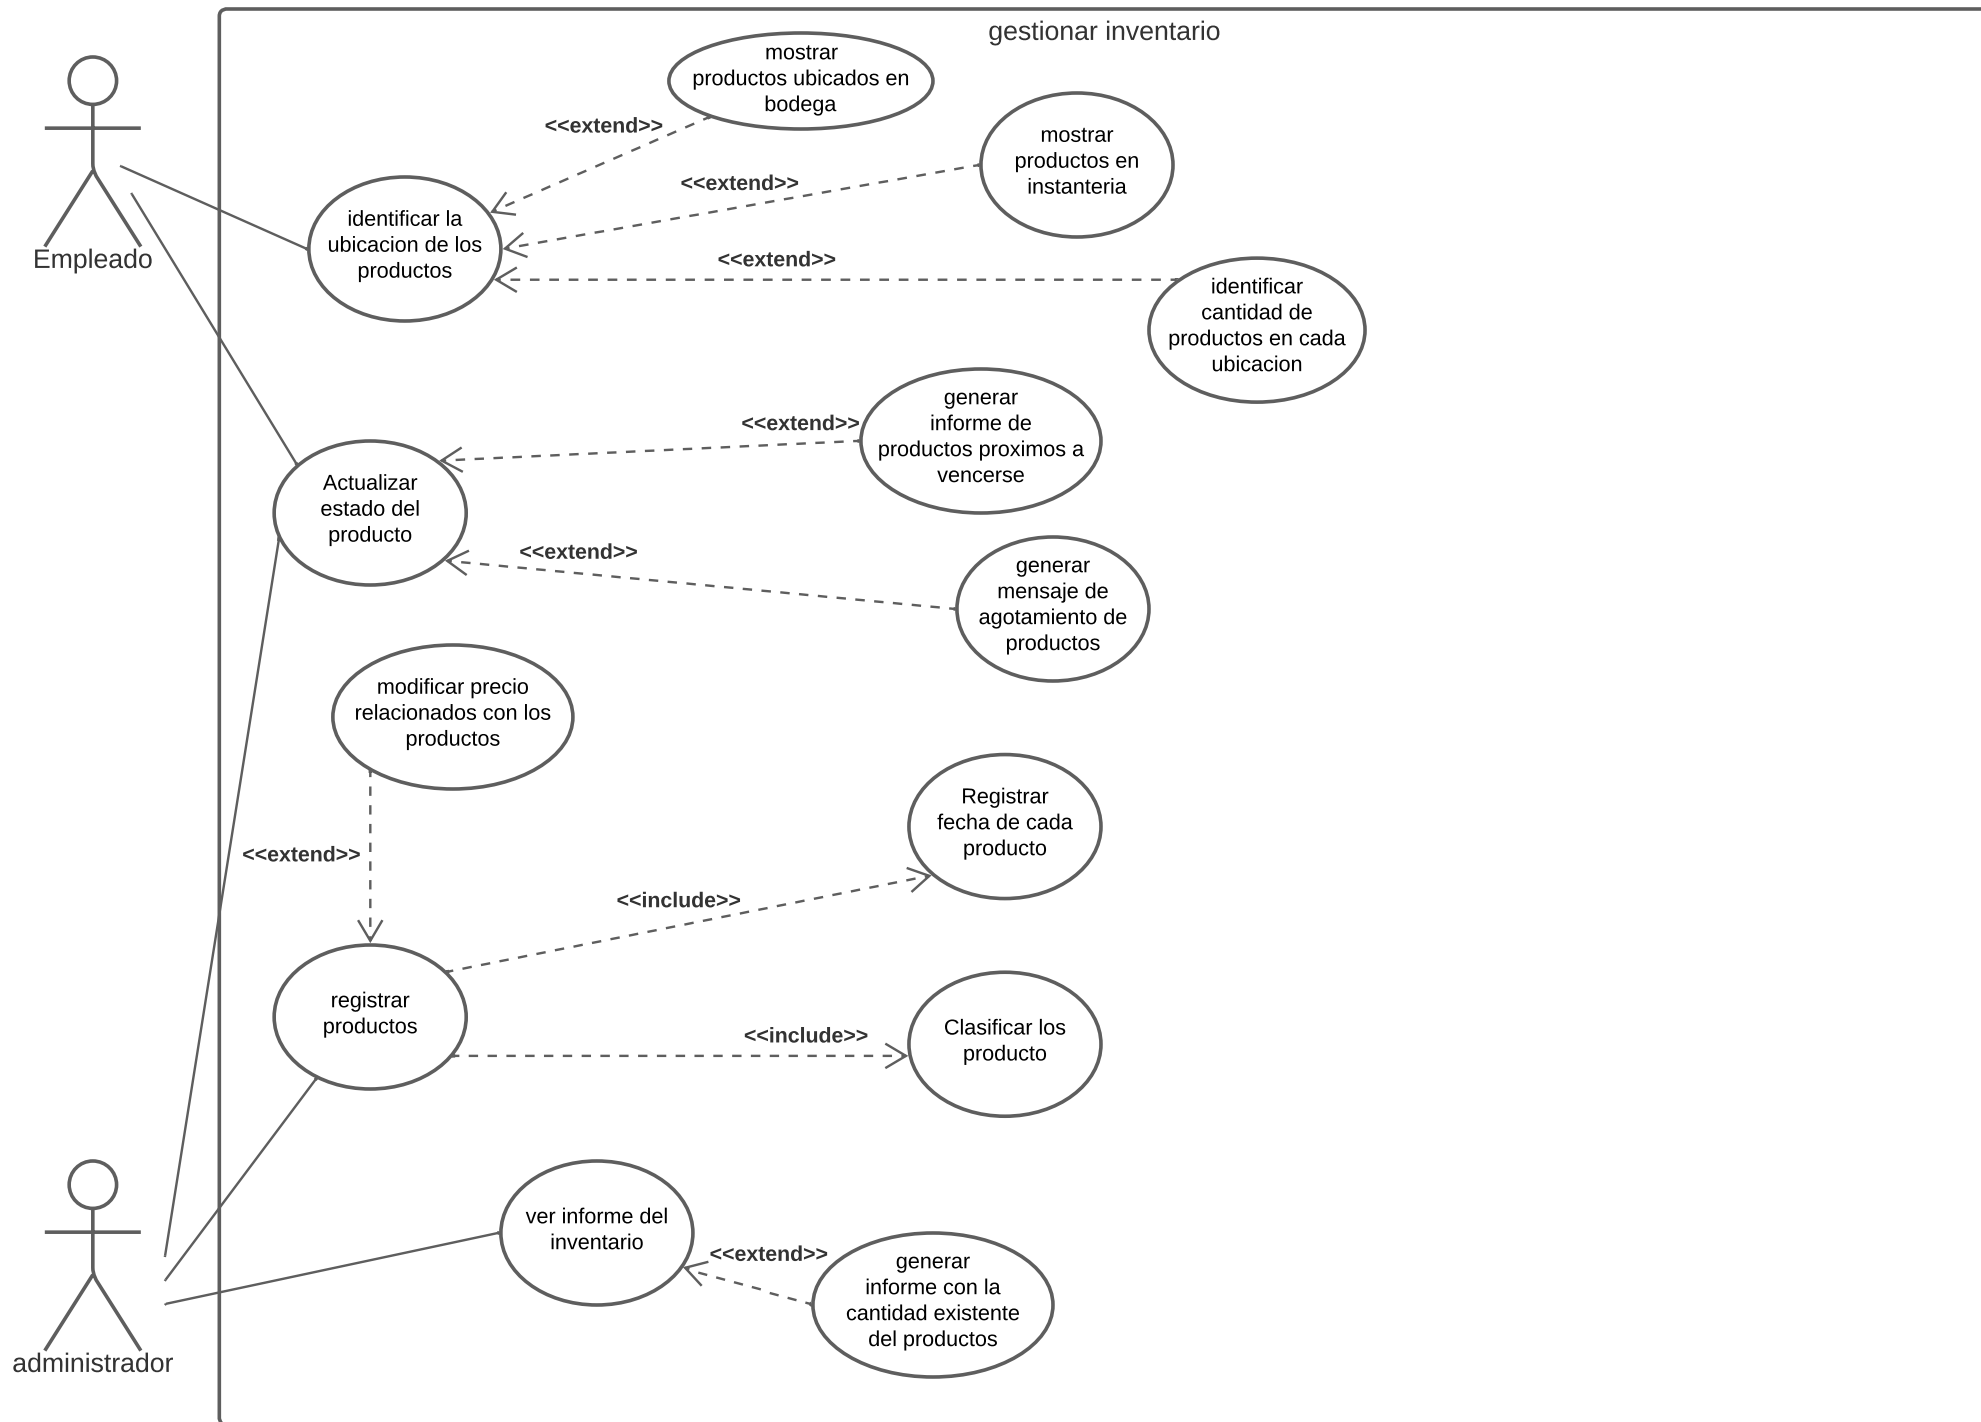 gestionar inventario
mostrar
productos ubicados en
bodega
<<extend>>
mostrar
productos en
instanteria
<<extend>>
identificar la
ubicacion de los
productos
Empleado
<<extend>>
identificar
cantidad de
productos en cada
ubicacion
generar
informe de
productos proximos a
vencerse
<<extend>>
Actualizar
estado del
producto
<<extend>>
generar
mensaje de
agotamiento de
productos
modificar precio
relacionados con los
productos
Registrar
fecha de cada
producto
<<extend>>
<<include>>
registrar
productos
<<include>>
Clasificar los
producto
ver informe del
inventario
<<extend>>
generar
informe con la
cantidad existente
del productos
administrador